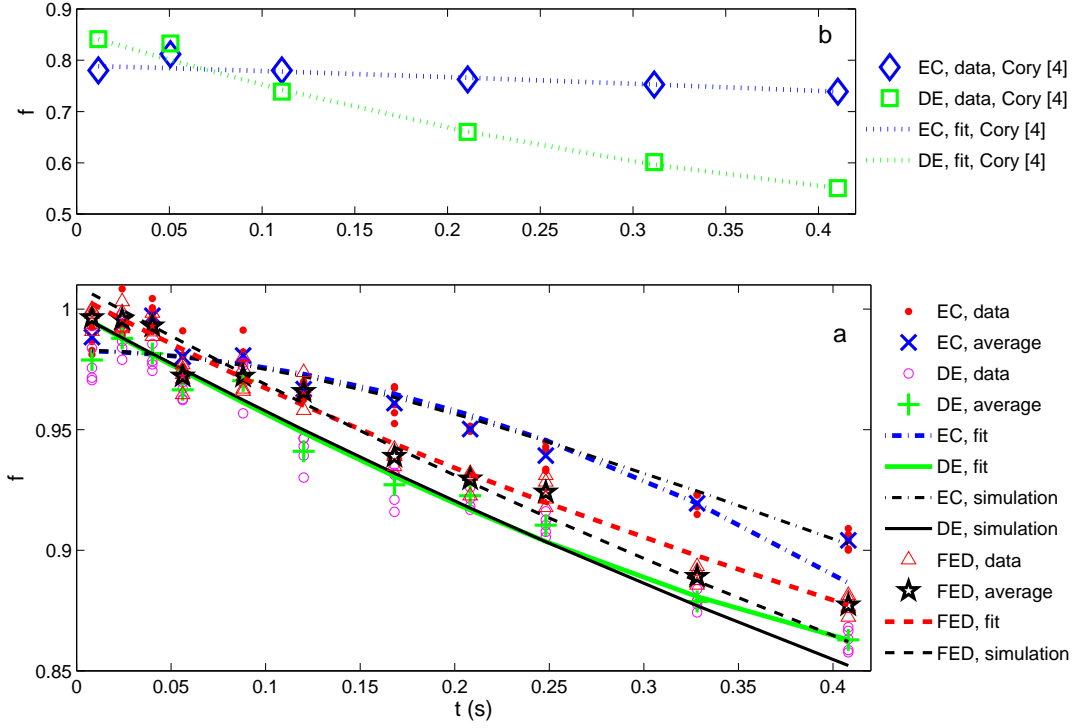 0.9
0.8
0.7
0.6
0.5
f
b
0
0.05
0.1
0.15
0.2
0.25
0.3
0.35
0.4
EC, data, Cory [4]
DE, data, Cory [4]
EC, fit, Cory [4]
DE, fit, Cory [4]
1
0.95
0.9
0.85
f
a
0
0.05
0.1
0.15
0.2
0.25
0.3
0.35
0.4
t (s)
EC, data
EC, average
DE, data
DE, average
EC, fit
DE, fit
EC, simulation
DE, simulation
FED, data
FED, average
FED, fit
FED, simulation